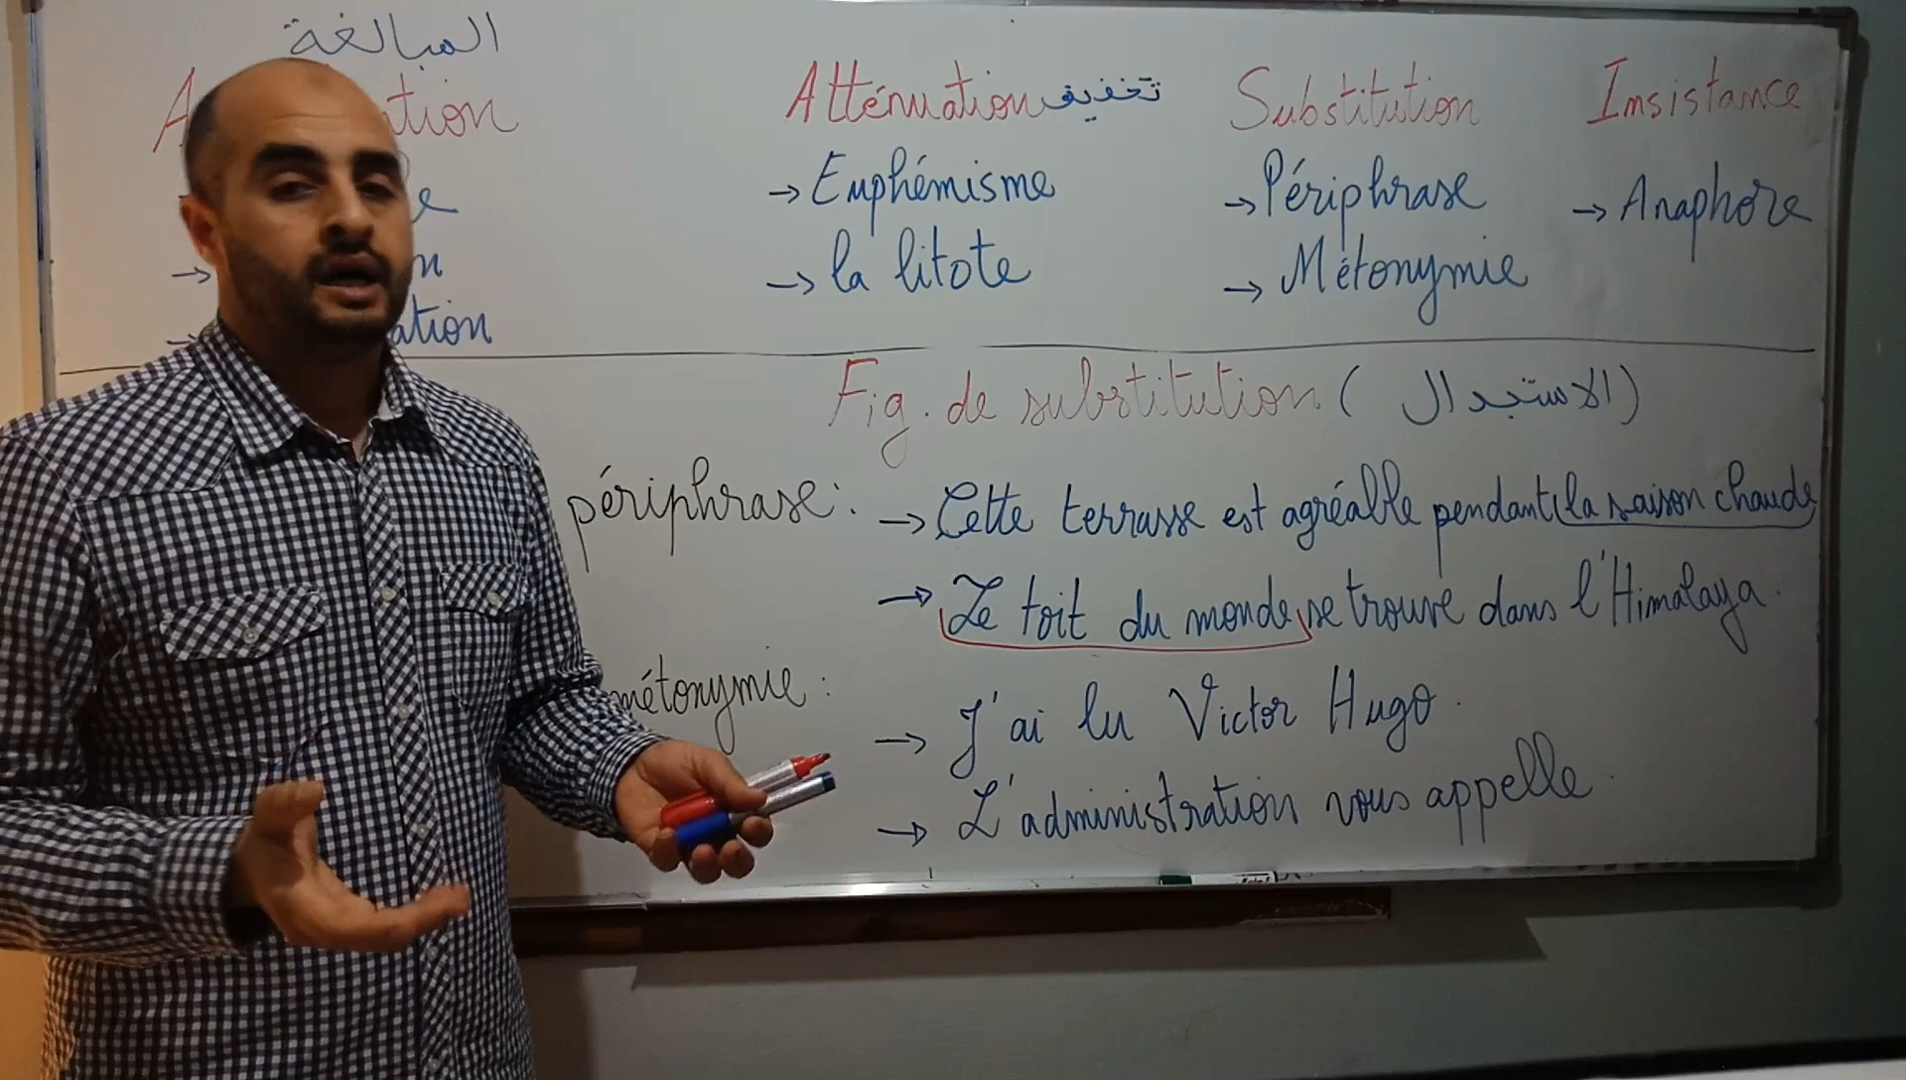 المبالغة
Atténuation تخفيف
Substitution
Insistance
→ Euphémisme
→ Périphrase
→ Anaphore
→ la litote
→ Métonymie
Fig. de substitution (الاستبدال)
périphrase : → Cette terrasse est agréable pendant la saison chaude
→ Le toit du monde se trouve dans l'Himalaya.
métonymie : → J'ai lu Victor Hugo.
→ L'administration vous appelle.